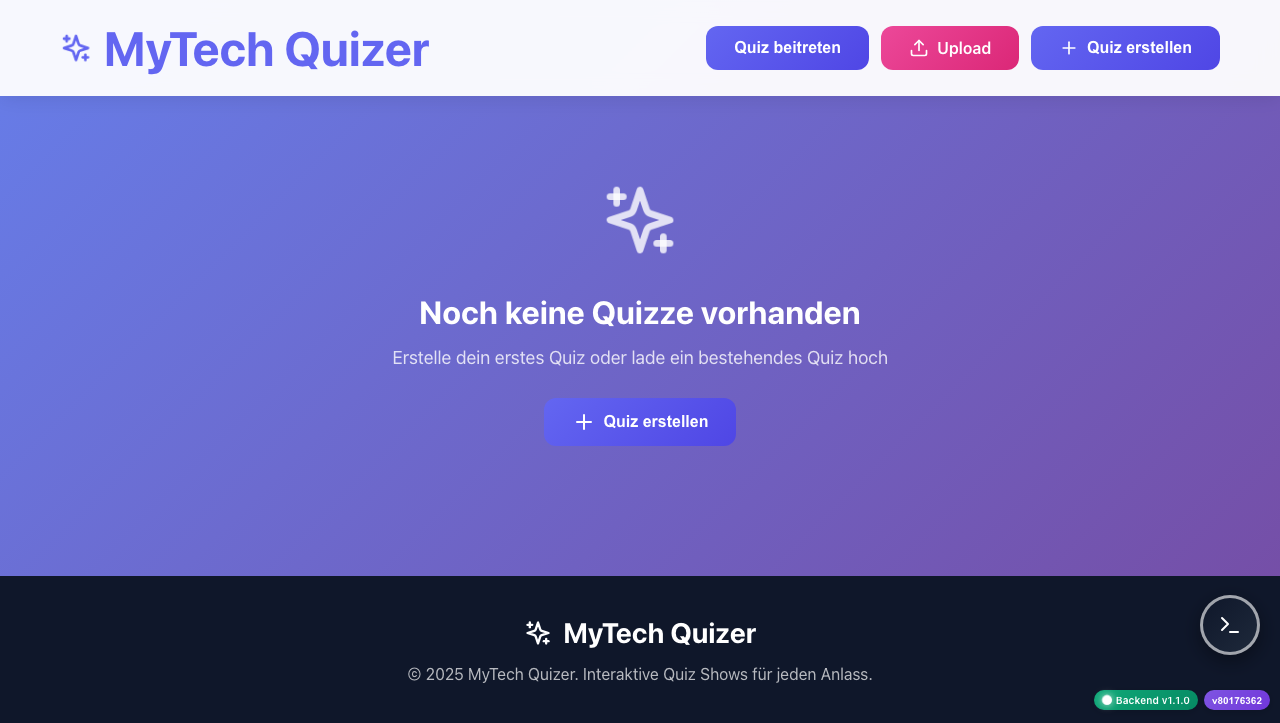 MyTech Quizer
Quiz beitreten
Upload
Quiz erstellen
Noch keine Quizze vorhanden
Erstelle dein erstes Quiz oder lade ein bestehendes Quiz hoch
Quiz erstellen
MyTech Quizer
© 2025 MyTech Quizer. Interaktive Quiz Shows für jeden Anlass.
Backend v1.1.0
v80176362